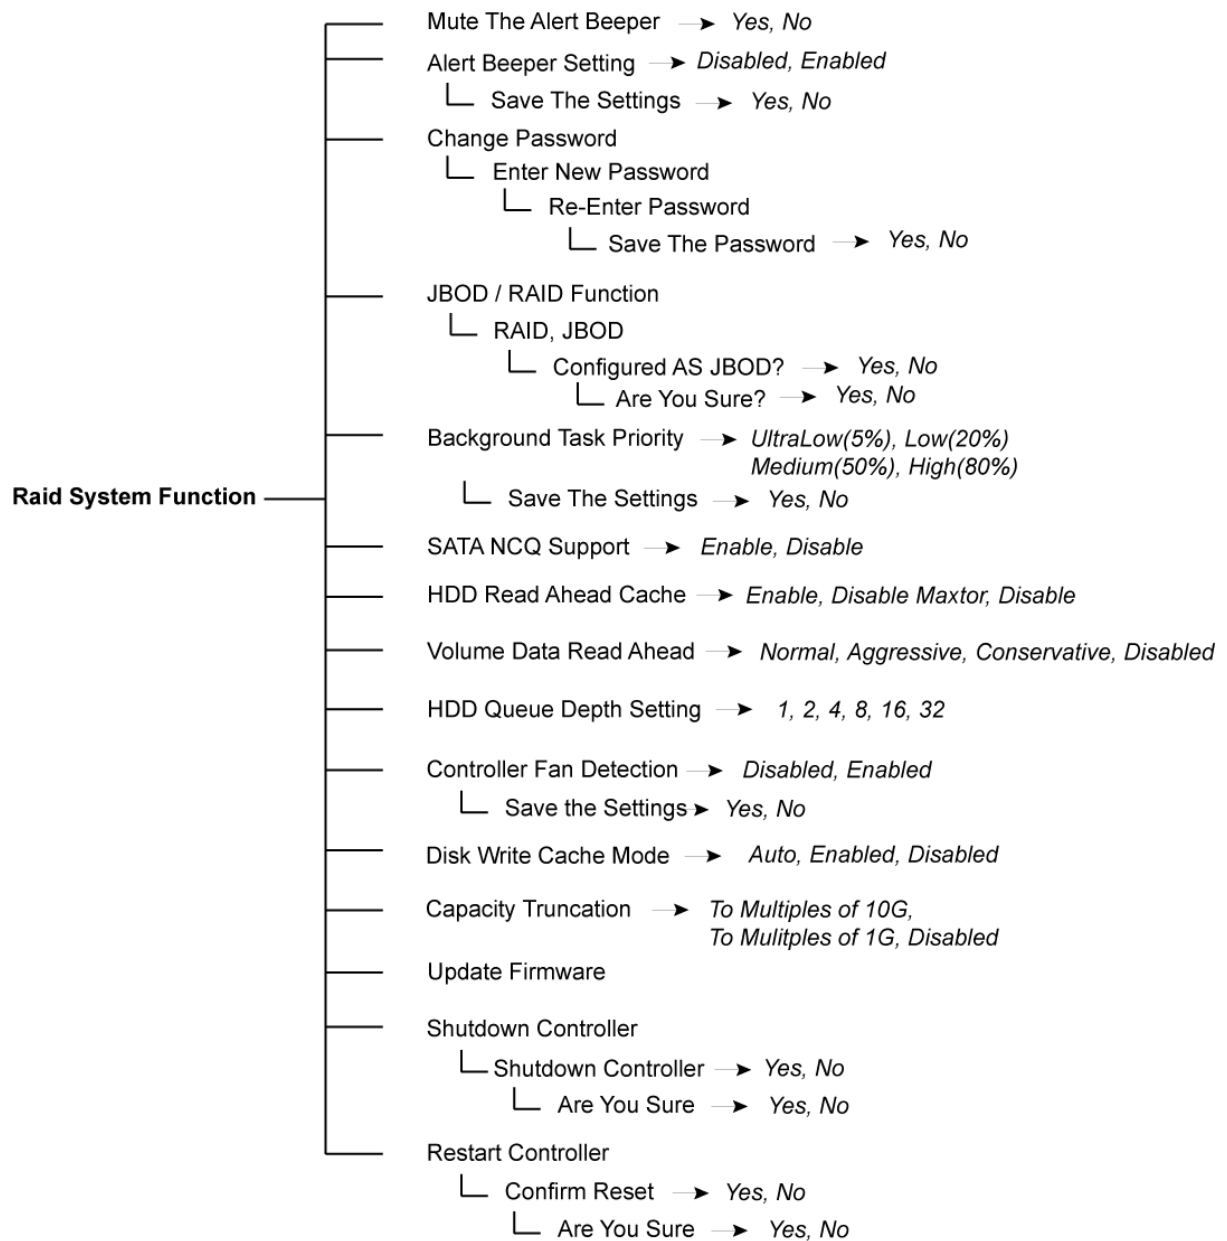 Mute The Alert Beeper Yes, No
Alert Beeper Setting Disabled, Enabled
Save The Settings Yes, No
Change Password
Enter New Password
Re-Enter Password
Save The Password Yes, No
JBOD / RAID Function
RAID, JBOD
Configured AS JBOD? Yes, No
Are You Sure? Yes, No
Background Task Priority UltraLow(5%), Low(20%)
Medium(50%), High(80%)
Raid System Function
Save The Settings Yes, No
SATA NCQ Support Enable, Disable
HDD Read Ahead Cache Enable, Disable Maxtor, Disable
Volume Data Read Ahead Normal, Aggressive, Conservative, Disabled
HDD Queue Depth Setting 1, 2, 4, 8, 16, 32
Controller Fan Detection Disabled, Enabled
Save the Settings Yes, No
Disk Write Cache Mode Auto, Enabled, Disabled
Capacity Truncation To Multiples of 10G,
To Mulitples of 1G, Disabled
Update Firmware
Shutdown Controller
Shutdown Controller Yes, No
Are You Sure Yes, No
Restart Controller
Confirm Reset Yes, No
Are You Sure Yes, No